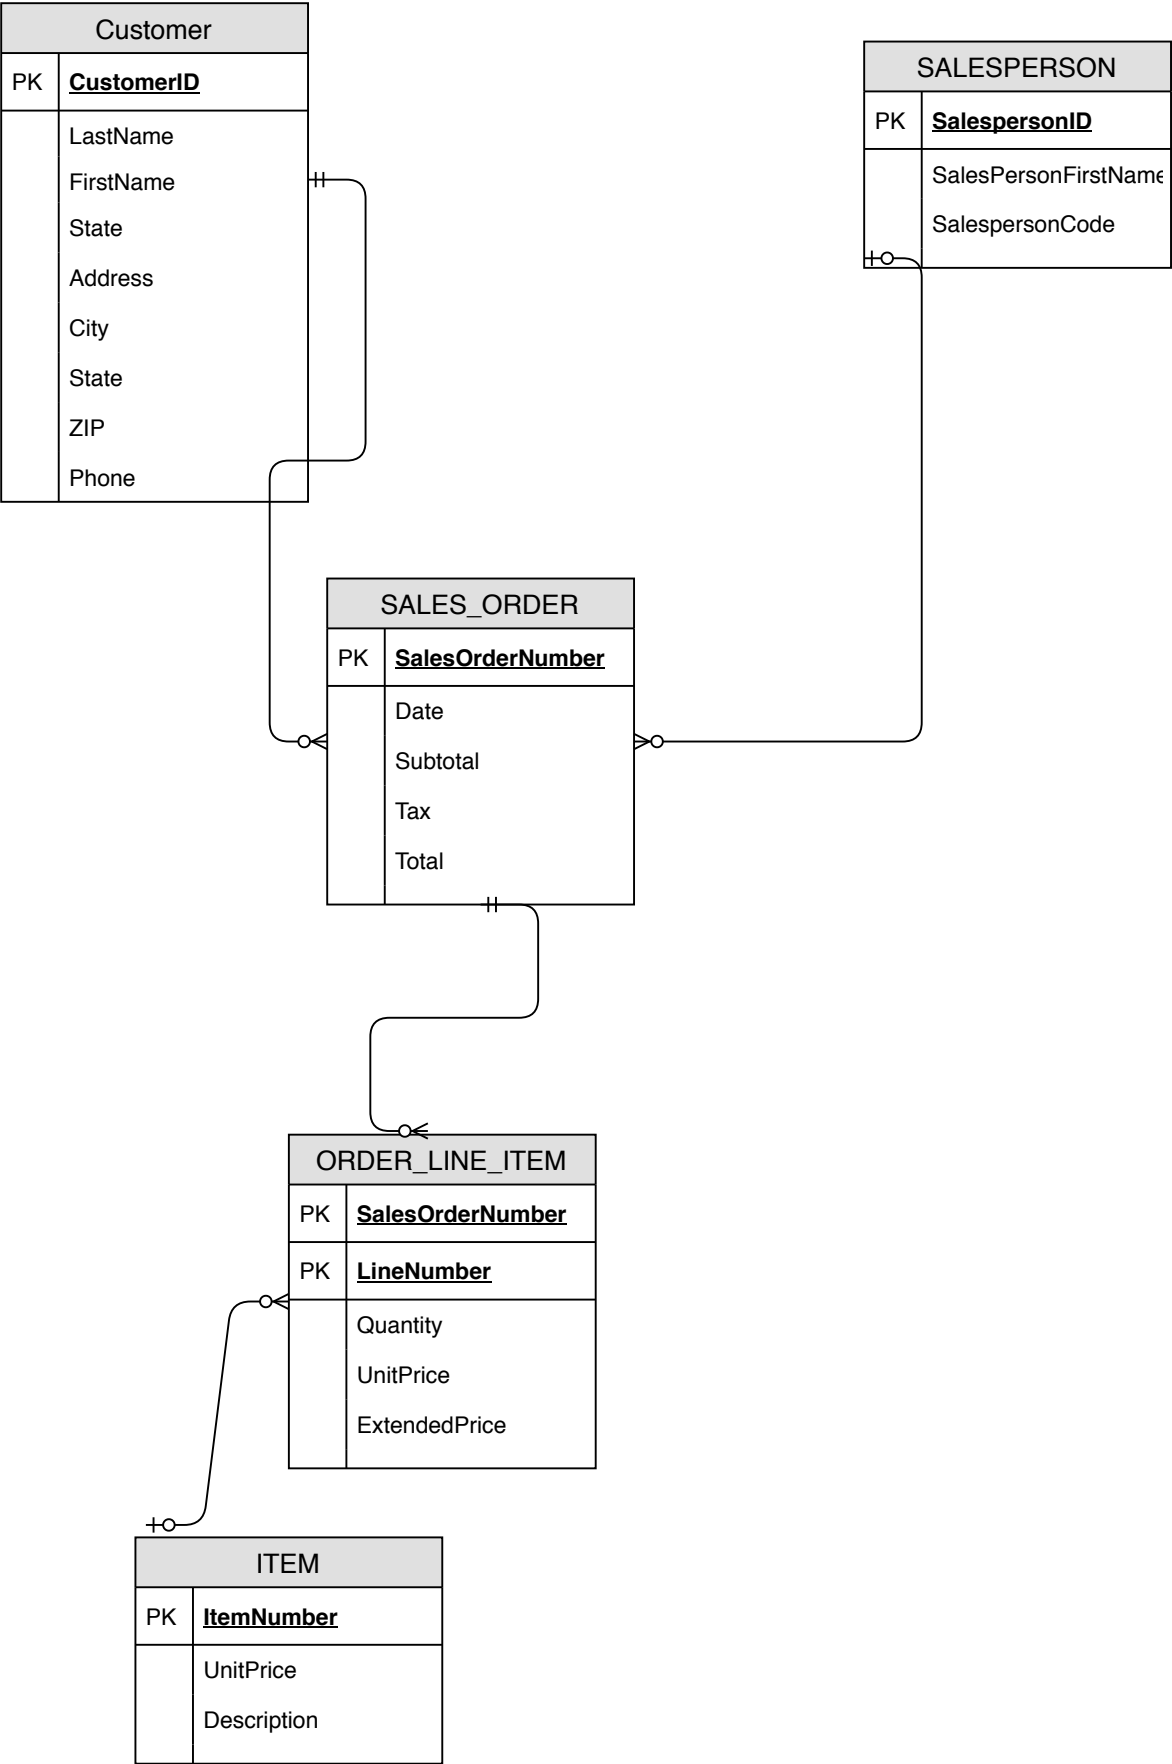 Customer
PK CustomerID
LastName
FirstName
State
Address
City
State
ZIP
Phone
SALESPERSON
PK SalespersonID
SalesPersonFirstName
SalespersonCode
SALES_ORDER
PK SalesOrderNumber
Date
Subtotal
Tax
Total
ORDER_LINE_ITEM
PK SalesOrderNumber
PK LineNumber
Quantity
UnitPrice
ExtendedPrice
ITEM
PK ItemNumber
UnitPrice
Description